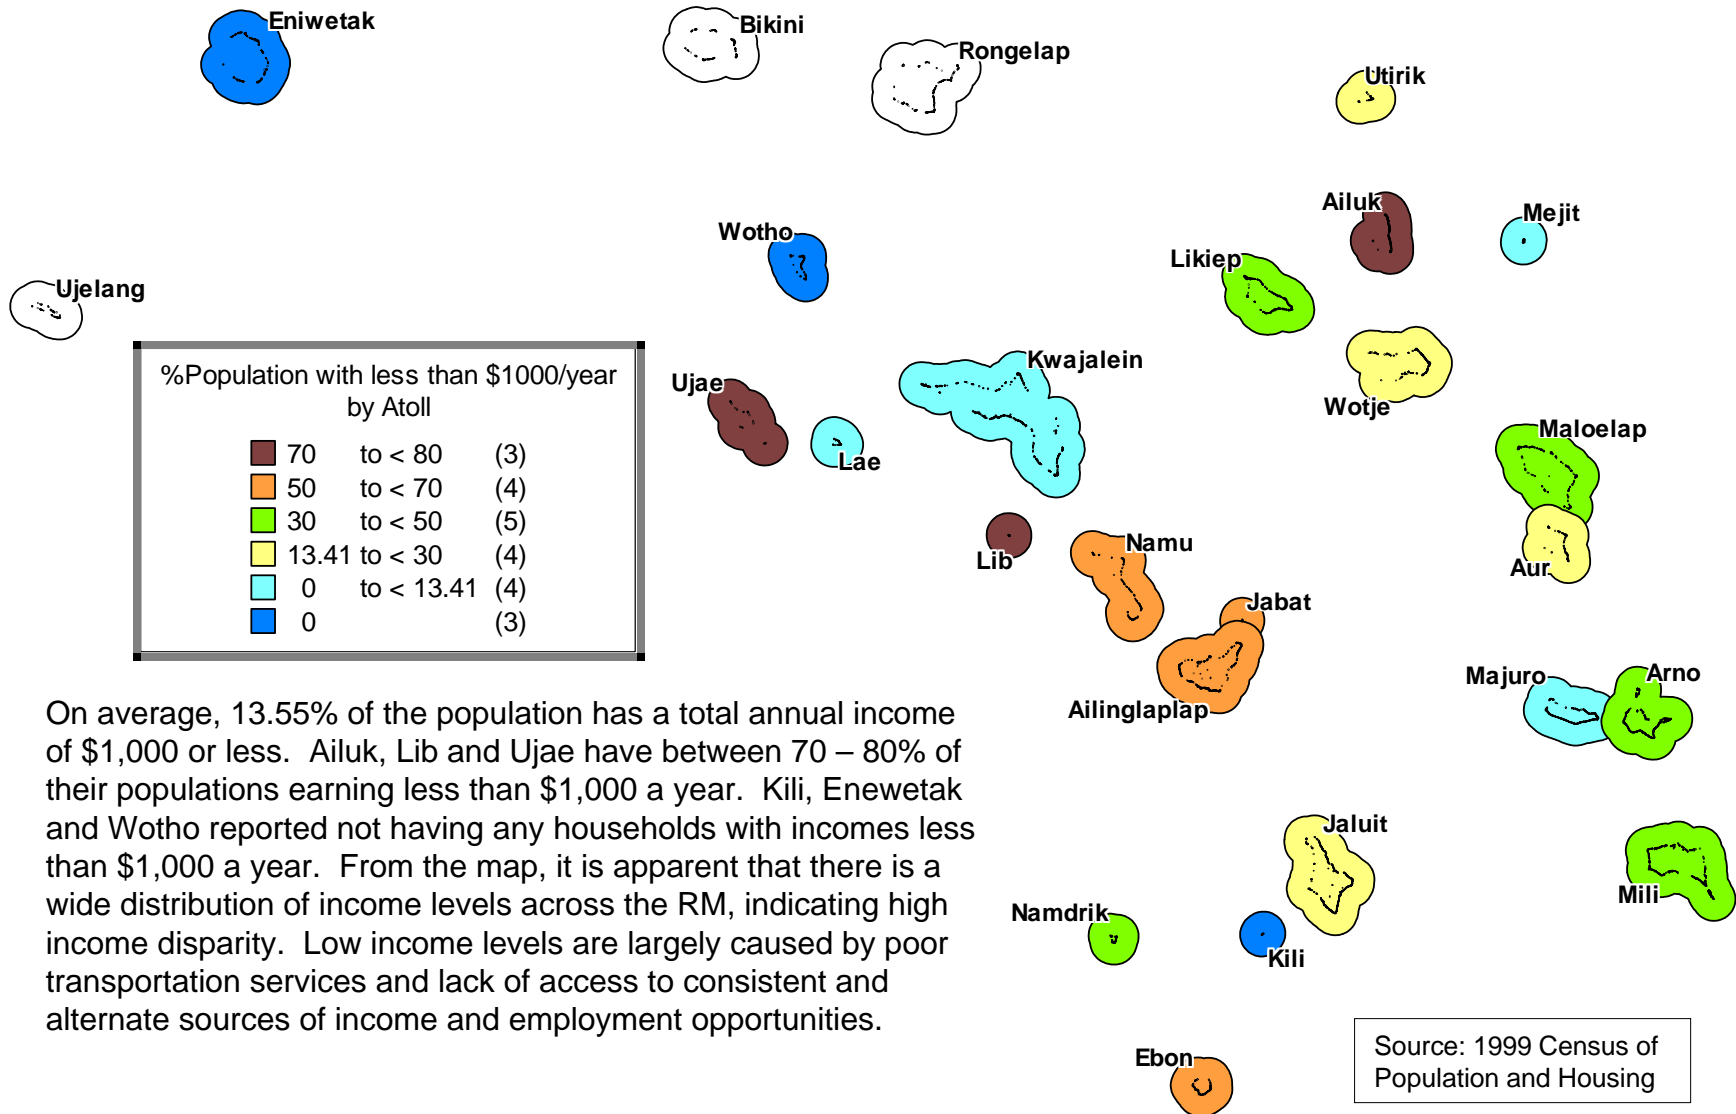 Eniwetak
Bikini
Rongelap
Utirik
Ailuk
Mejit
Wotho
Likiep
Ujelang
Kwajalein
Ujae
Wotje
Maloelap
Lae
Lib
Namu
Aur
Jabat
Majuro
Arno
Ailinglaplap
Jaluit
Mili
Namdrik
Kili
Ebon
%Population with less than $1000/year
by Atoll
70 to < 80 (3)
50 to < 70 (4)
30 to < 50 (5)
13.41 to < 30 (4)
0 to < 13.41 (4)
0 (3)
On average, 13.55% of the population has a total annual income
of $1,000 or less. Ailuk, Lib and Ujae have between 70 – 80% of
their populations earning less than $1,000 a year. Kili, Enewetak
and Wotho reported not having any households with incomes less
than $1,000 a year. From the map, it is apparent that there is a
wide distribution of income levels across the RM, indicating high
income disparity. Low income levels are largely caused by poor
transportation services and lack of access to consistent and
alternate sources of income and employment opportunities.
Source: 1999 Census of
Population and Housing